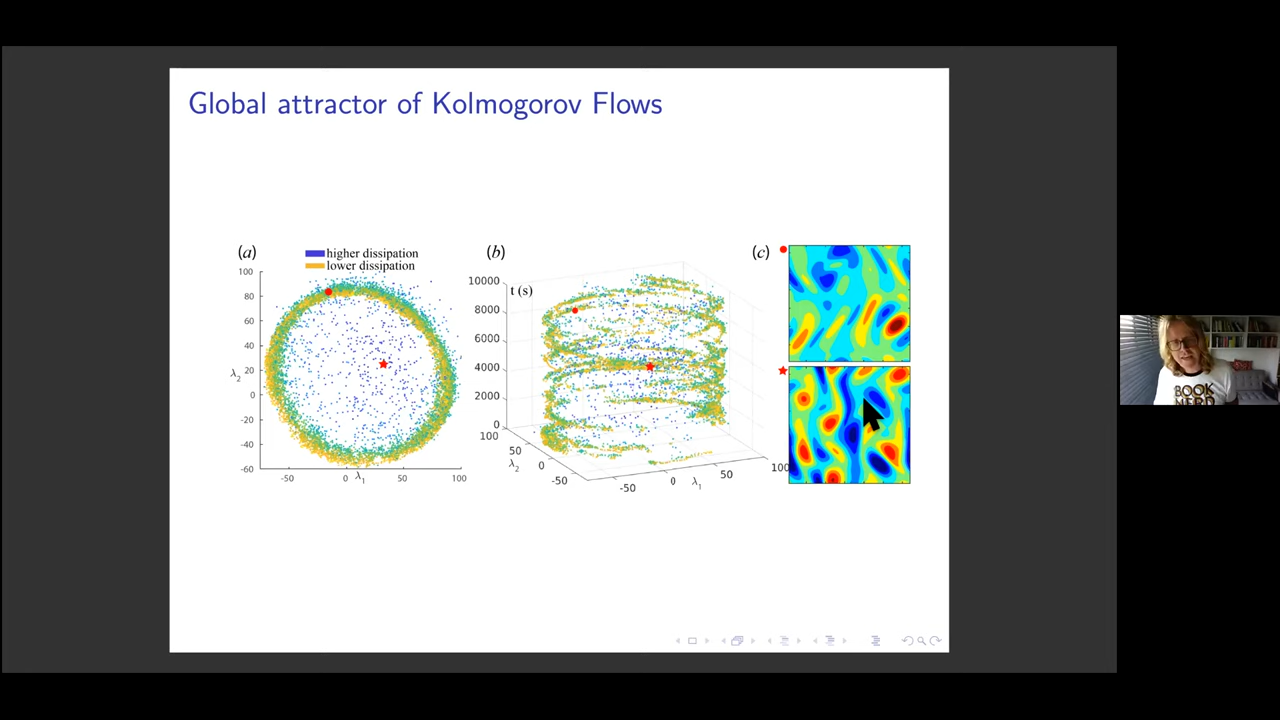 Global attractor of Kolmogorov Flows
(a)
higher dissipation
lower dissipation
100
80
60
40
20
0
-20
-40
-60
λ2
-50
0
50
100
λ1
(b)
t (s)
10000
8000
6000
4000
2000
0
100
50
0
-50
λ2
-50
0
50
100
λ1
(c)
BOOK
NERD